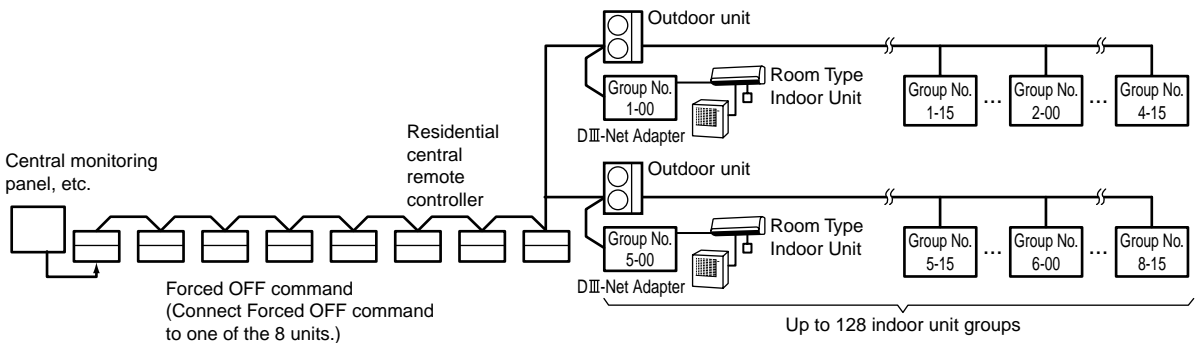 Outdoor unit
Group No.
1-00
Room Type
Indoor Unit
DⅢ-Net Adapter
Group No.
1-15
...
Group No.
2-00
...
Group No.
4-15
Residential
central
remote
controller
Central monitoring
panel, etc.
Outdoor unit
Group No.
5-00
Room Type
Indoor Unit
DⅢ-Net Adapter
Group No.
5-15
...
Group No.
6-00
...
Group No.
8-15
Forced OFF command
(Connect Forced OFF command
to one of the 8 units.)
Up to 128 indoor unit groups